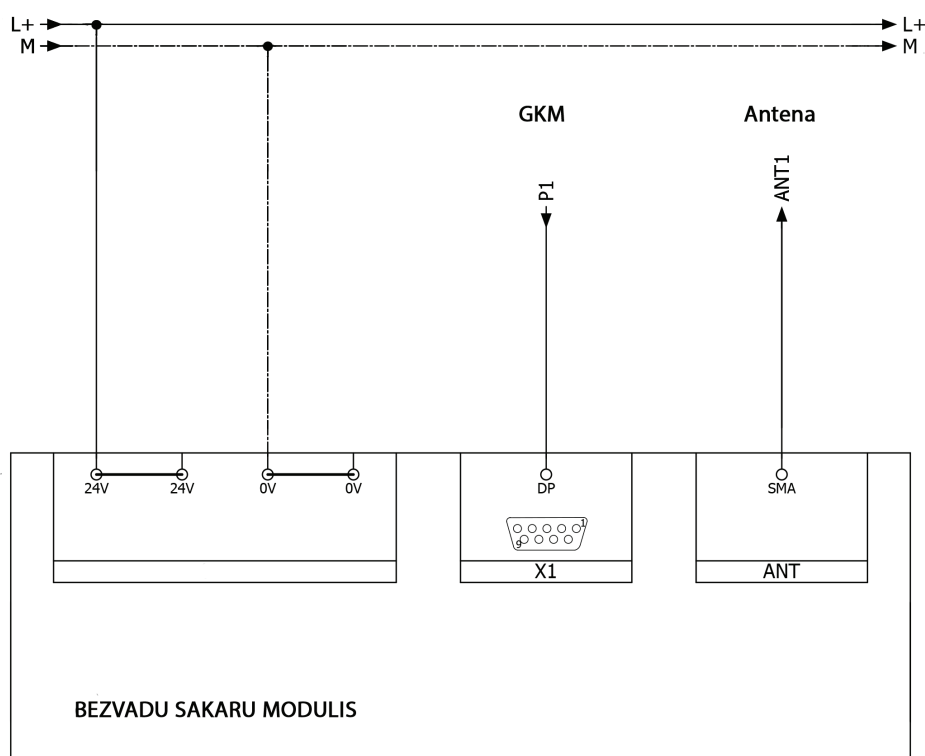 L+ L+
M M
GKM Antena
P1 ANT1
24V 24V 0V 0V DP SMA
1
9
X1 ANT
BEZVADU SAKARU MODULIS